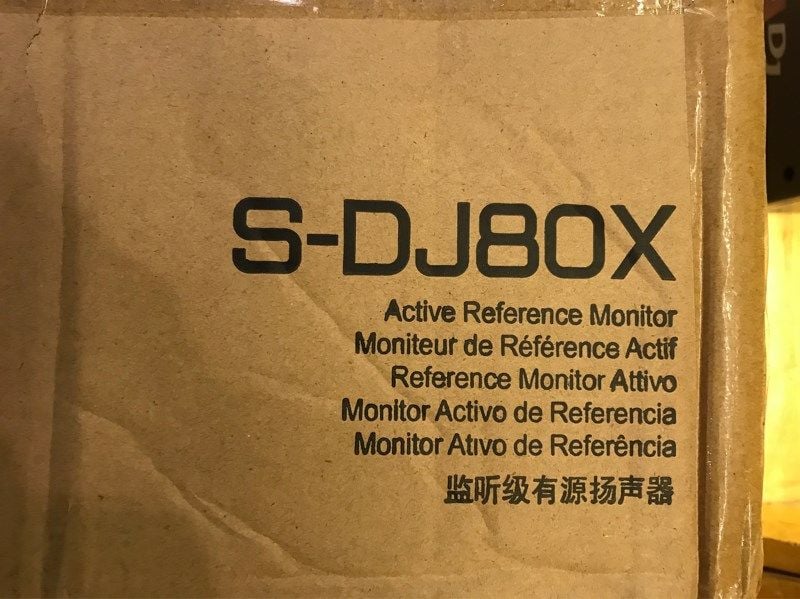 S-DJ80X
Active Reference Monitor
Moniteur de Référence Actif
Reference Monitor Attivo
Monitor Activo de Referencia
Monitor Ativo de Referência
监听级有源扬声器
DJ